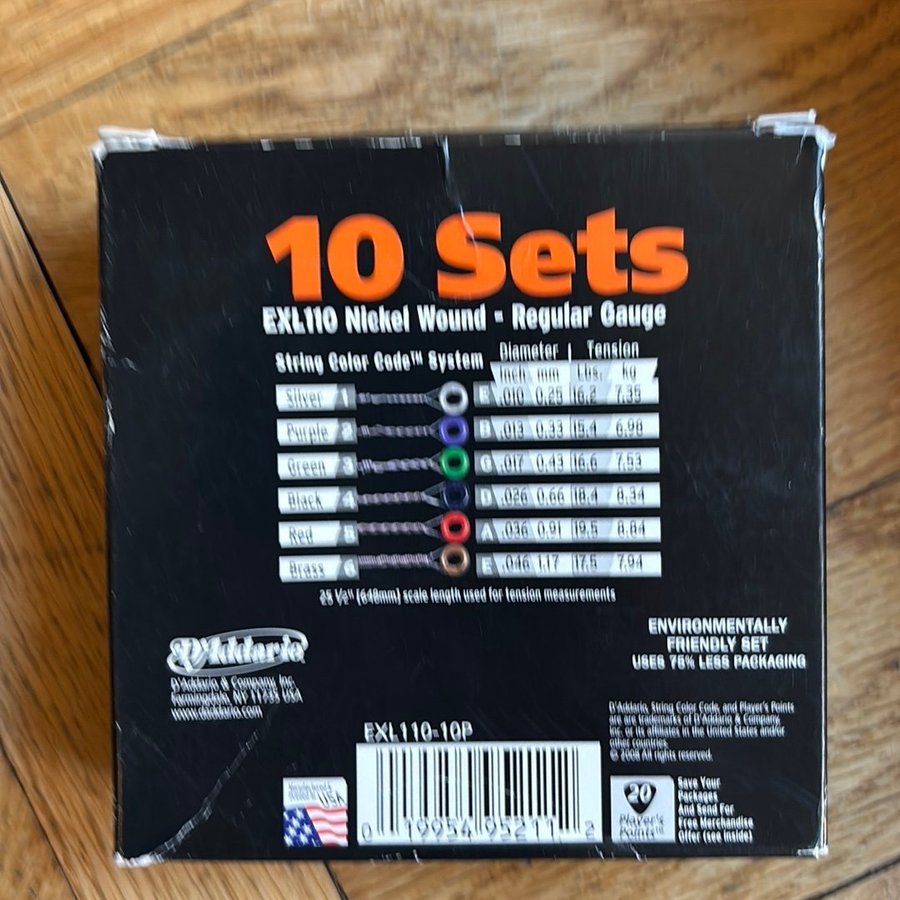 10 Sets
EXL110 Nickel Wound - Regular Gauge
String Color Code™ System
Diameter | Tension
Inch mm Lbs. kg
Silver 1 E .010 0.25 16.2 7.35
Purple 2 B .013 0.33 15.4 6.98
Green 3 G .017 0.43 16.6 7.53
Black 4 D .026 0.66 18.4 8.34
Red 5 A .036 0.91 19.5 8.84
Brass 6 E .046 1.17 17.5 7.94
25 ½" (648mm) scale length used for tension measurements
ENVIRONMENTALLY
FRIENDLY SET
USES 75% LESS PACKAGING
D'Addario
D'Addario & Company, Inc.
Farmingdale, NY 11735 USA
www.daddario.com
D'Addario, String Color Code, and Player's Points
are trademarks of D'Addario & Company,
Inc. or its affiliates in the United States and/or
other countries.
© 2008 All rights reserved.
EXL110-10P
USA
0 19954 95211 2
20
Player's
Points
Save Your
Packages
And Send For
Free Merchandise
Offer (see inside)